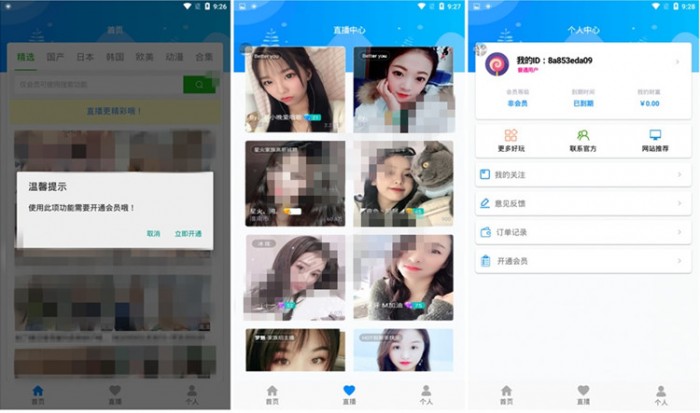 9:26
首页
精选 国产 日本 韩国 欧美 动漫 合集
直播更精彩哦！
温馨提示
使用此项功能需要开通会员哦！
取消 立即开通
首页 直播 个人
9:27
直播中心
Better you
Better you
首页 直播 个人
9:28
个人中心
我的ID：8a853eda09
普通用户
会员等级 到期时间 我的财富
非会员 已到期 ￥0.00
更多好玩 联系官方 网站推荐
我的关注
意见反馈
订单记录
开通会员
首页 直播 个人